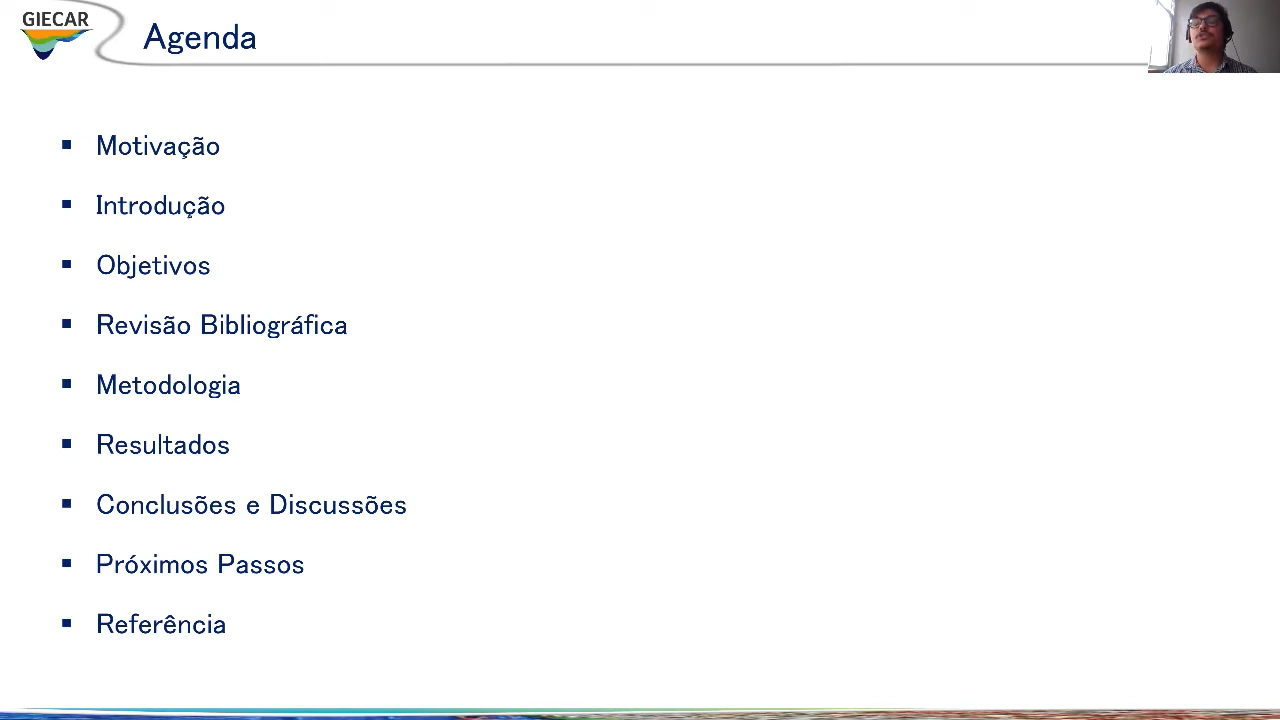 GIECAR
Agenda
▪ Motivação
▪ Introdução
▪ Objetivos
▪ Revisão Bibliográfica
▪ Metodologia
▪ Resultados
▪ Conclusões e Discussões
▪ Próximos Passos
▪ Referência